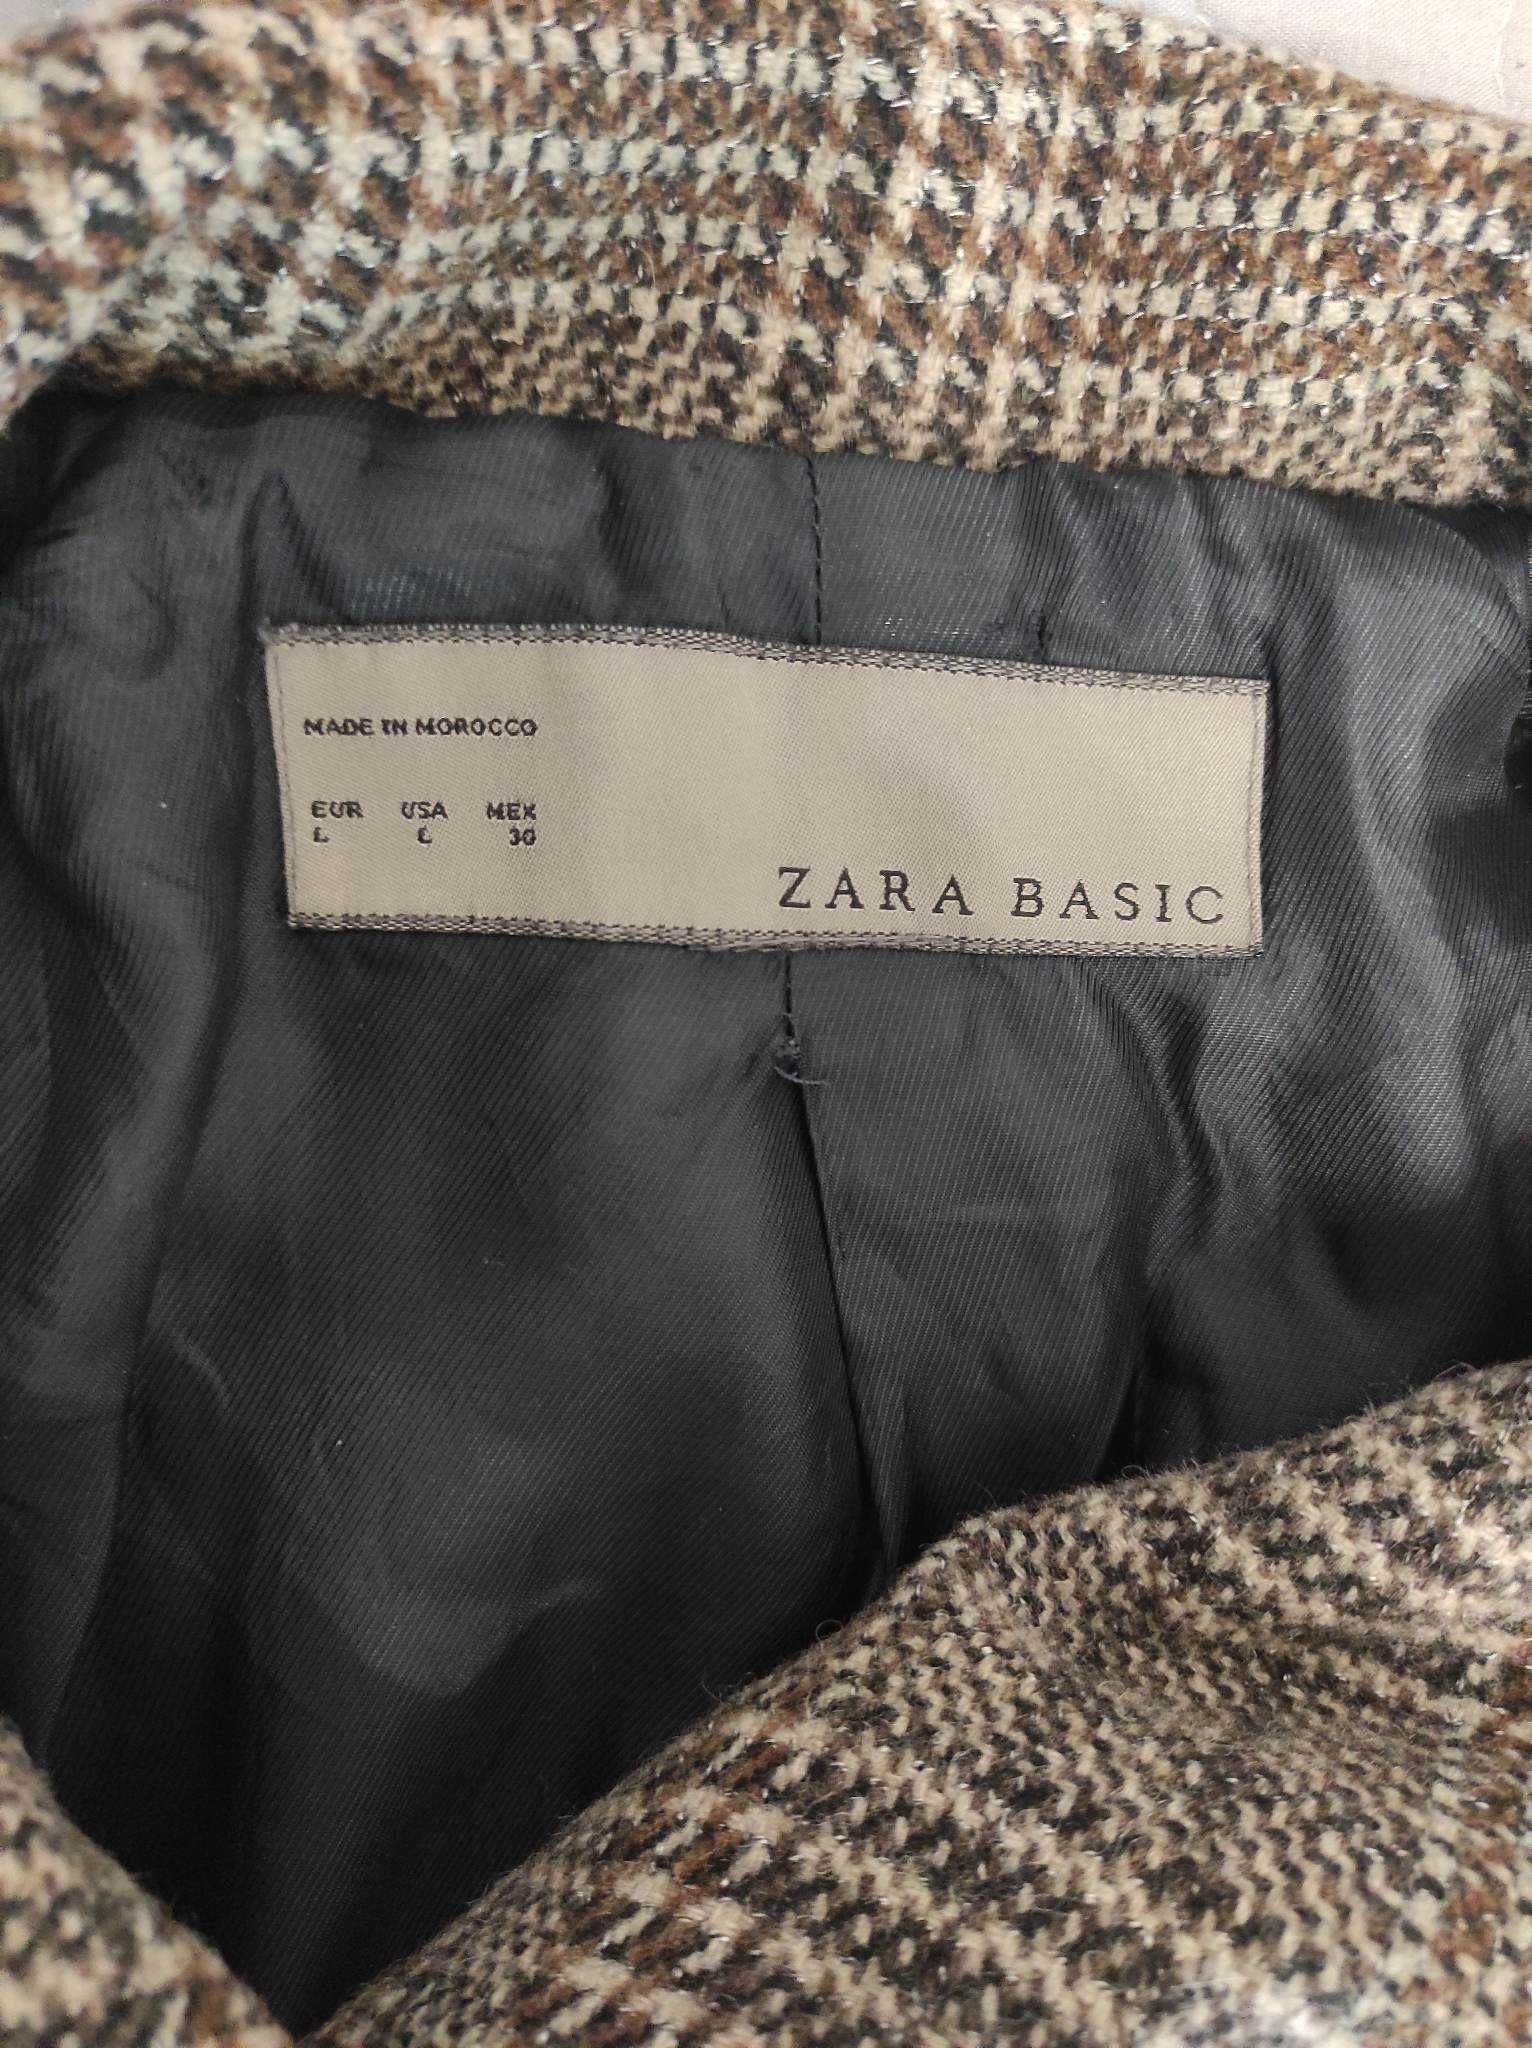 MADE IN MOROCCO
EUR USA MEX
L L 30
ZARA BASIC